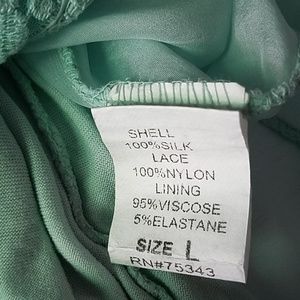 SHELL
100%SILK
LACE
100%NYLON
LINING
95%VISCOSE
5%ELASTANE
SIZE L
RN#75343